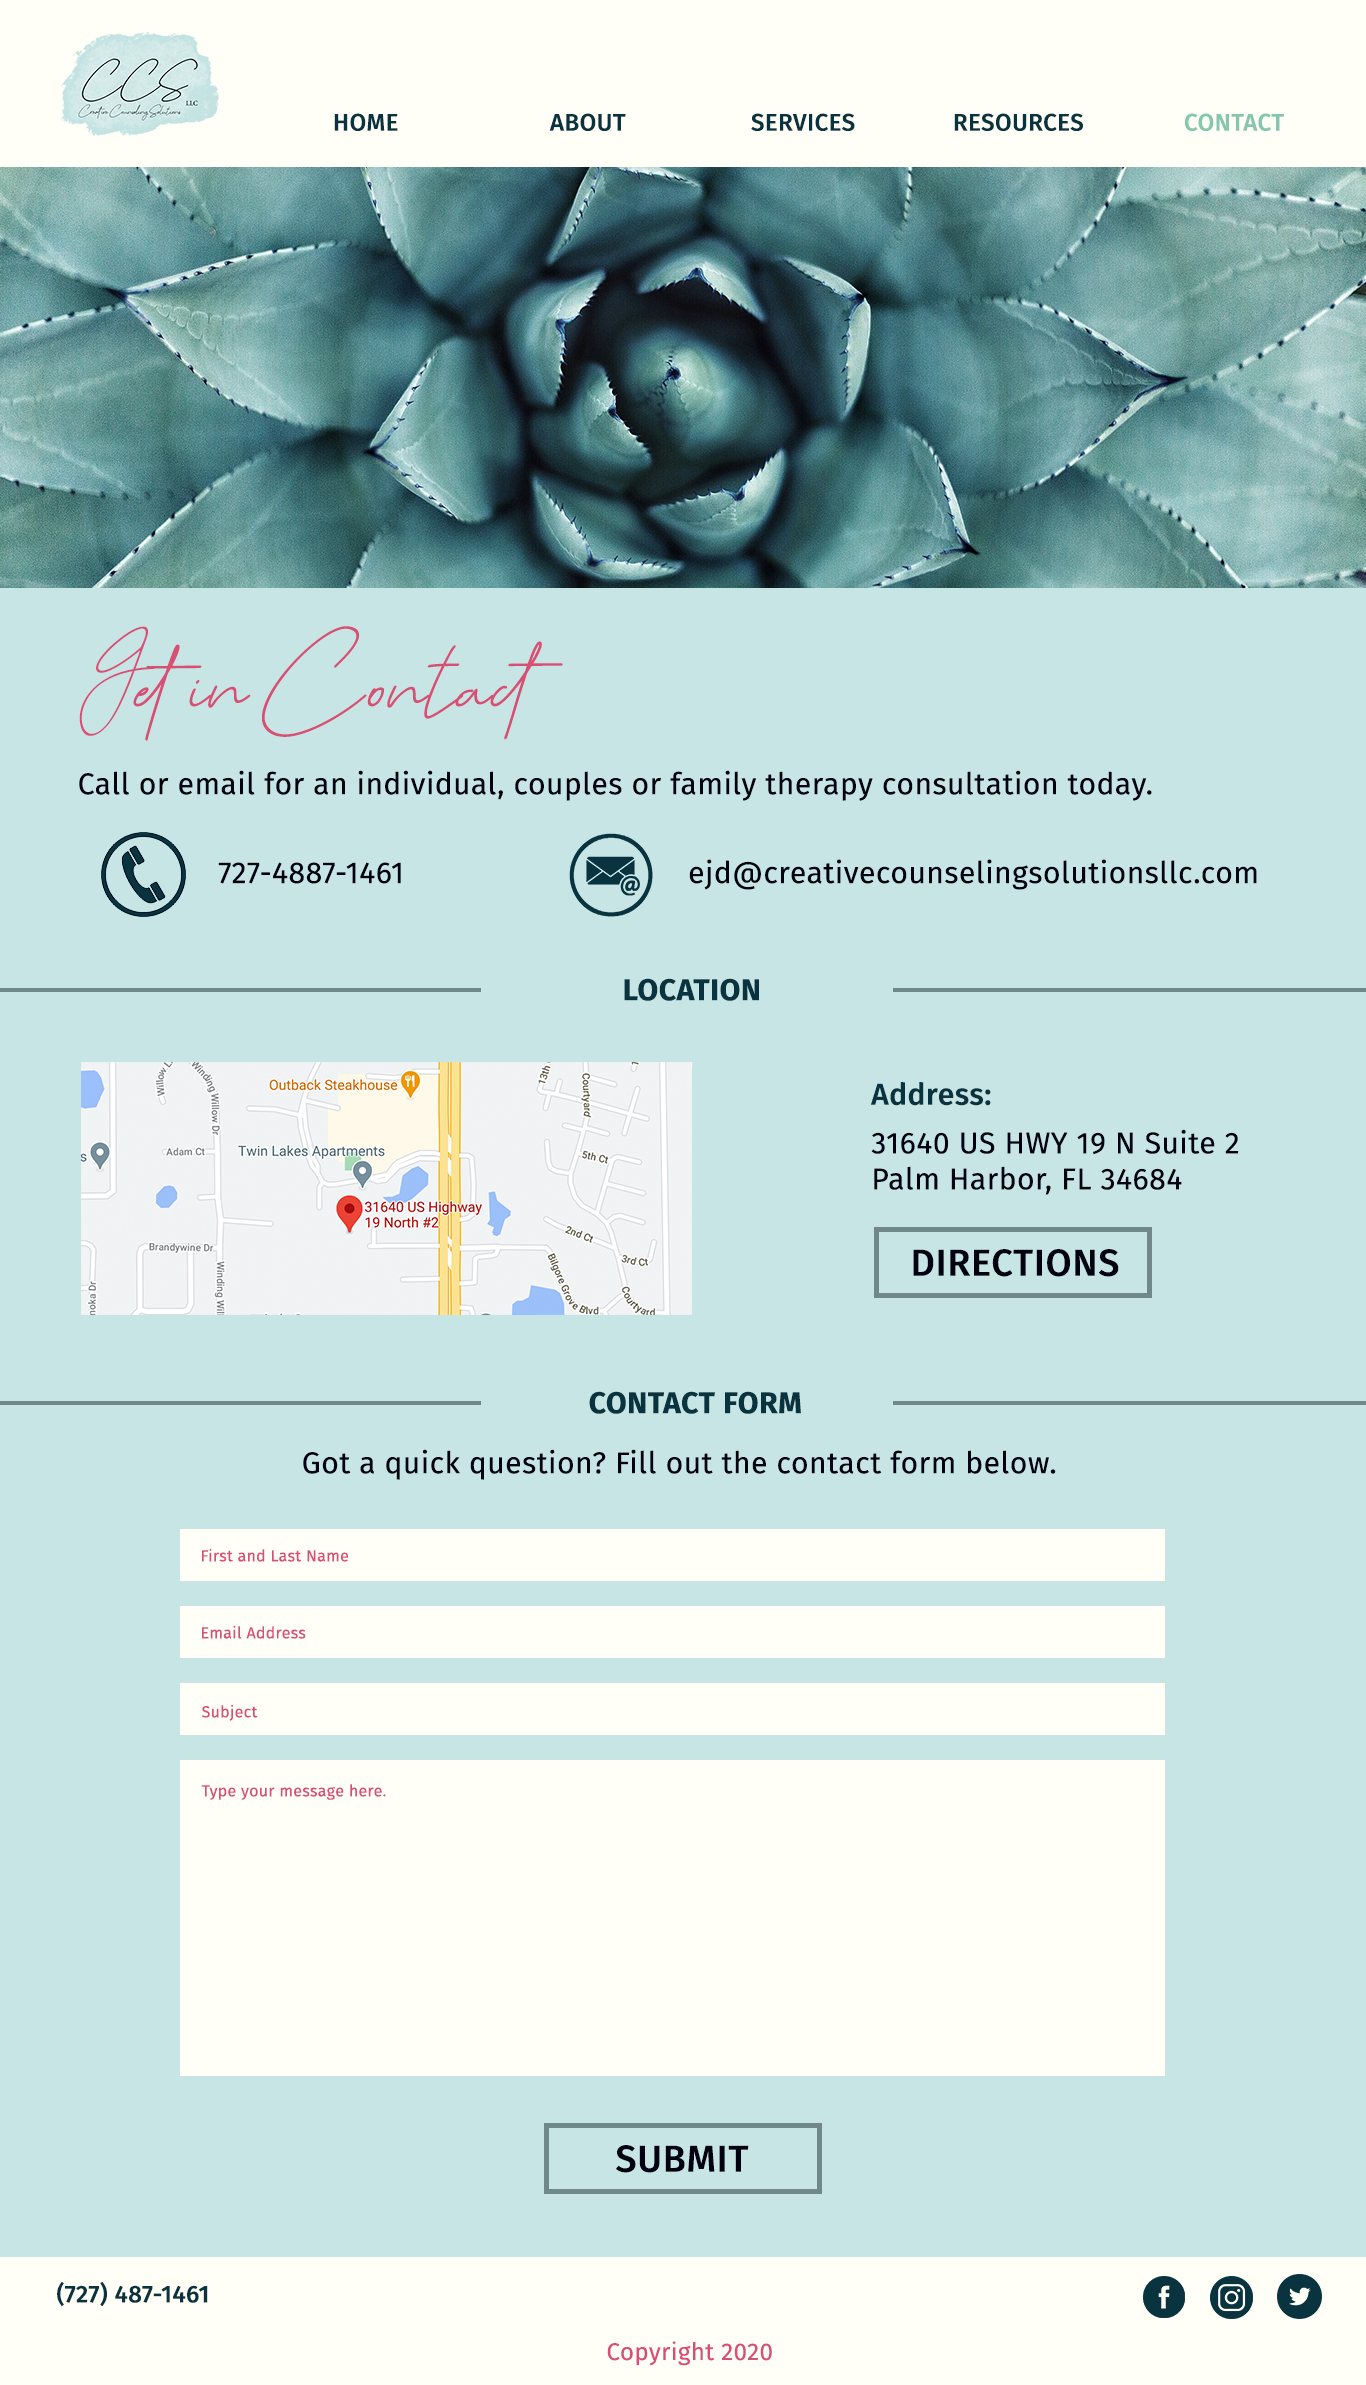 CCS
Creative Counseling Solutions
LLC
HOME ABOUT SERVICES RESOURCES CONTACT
Get in Contact
Call or email for an individual, couples or family therapy consultation today.
727-4887-1461
@
ejd@creativecounselingsolutionsllc.com
LOCATION
Outback Steakhouse
Winding Willow Dr
13th
Courtyard
Adam Ct
Twin Lakes Apartments
5th Ct
31640 US Highway
19 North #2
2nd Ct
3rd Ct
Brandywine Dr
Bilgore Grove Blvd
Courtyard
Address:
31640 US HWY 19 N Suite 2
Palm Harbor, FL 34684
DIRECTIONS
CONTACT FORM
Got a quick question? Fill out the contact form below.
First and Last Name
Email Address
Subject
Type your message here.
SUBMIT
(727) 487-1461
Copyright 2020